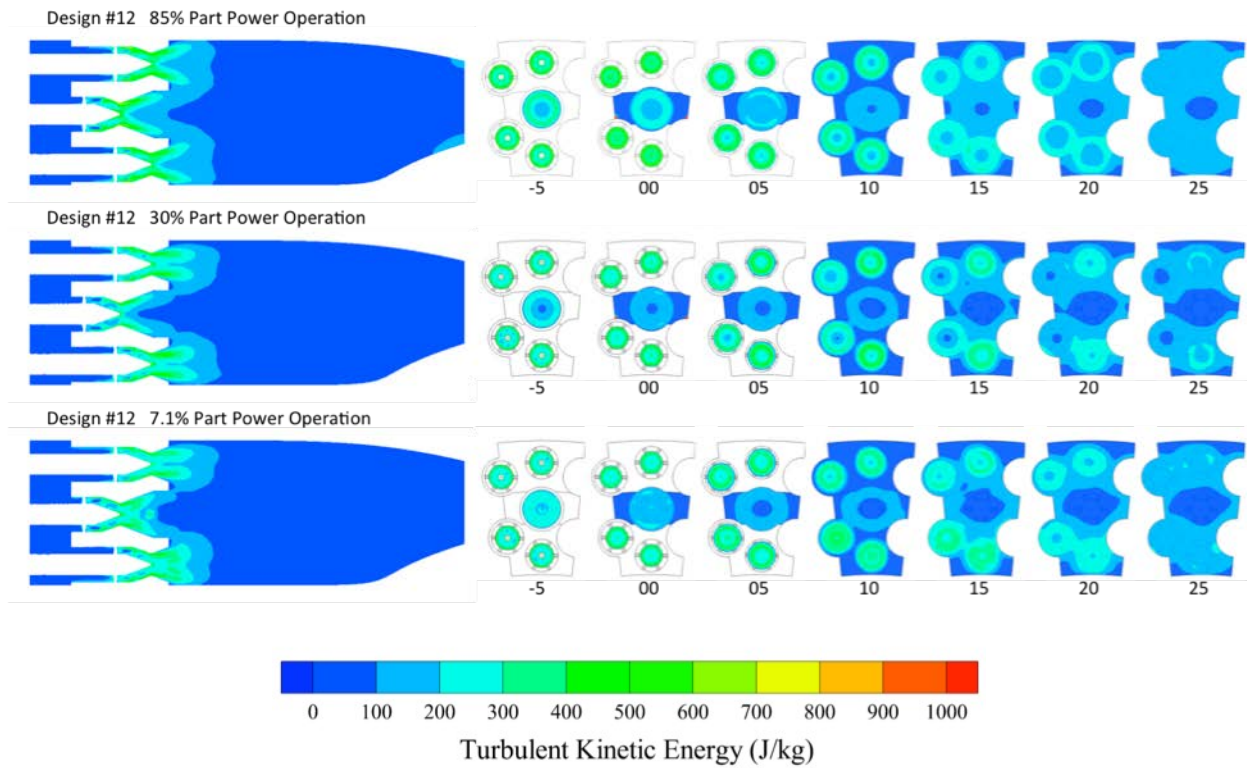 Design #12 85% Part Power Operation
-5 00 05 10 15 20 25
Design #12 30% Part Power Operation
-5 00 05 10 15 20 25
Design #12 7.1% Part Power Operation
-5 00 05 10 15 20 25
0 100 200 300 400 500 600 700 800 900 1000
Turbulent Kinetic Energy (J/kg)